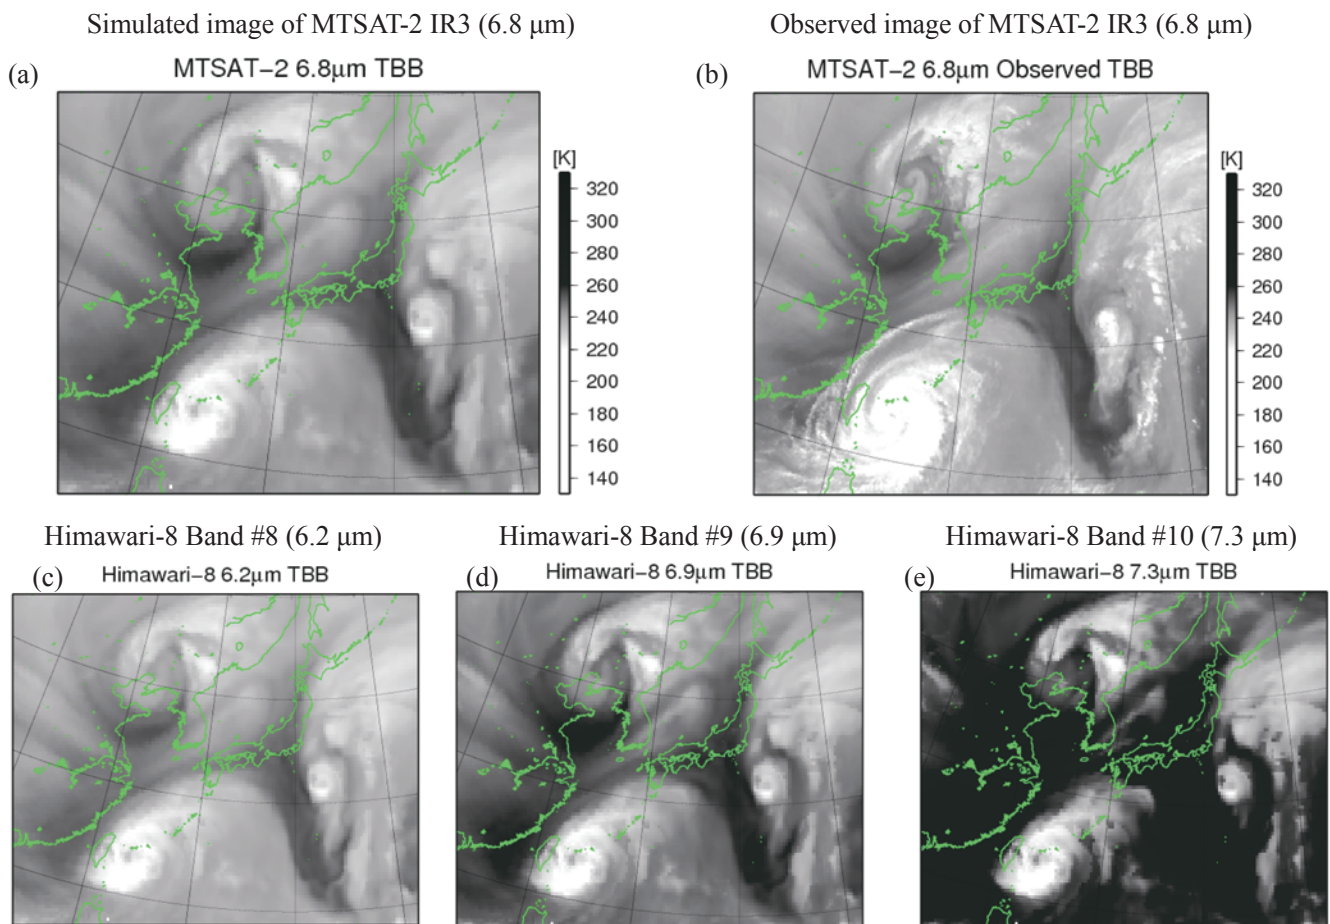 Simulated image of MTSAT-2 IR3 (6.8 μm)
Observed image of MTSAT-2 IR3 (6.8 μm)
(a)
MTSAT−2 6.8μm TBB
(b)
MTSAT−2 6.8μm Observed TBB
[K]
320
300
280
260
240
220
200
180
160
140
[K]
320
300
280
260
240
220
200
180
160
140
Himawari-8 Band #8 (6.2 μm)
Himawari-8 Band #9 (6.9 μm)
Himawari-8 Band #10 (7.3 μm)
(c)
Himawari−8 6.2μm TBB
(d)
Himawari−8 6.9μm TBB
(e)
Himawari−8 7.3μm TBB